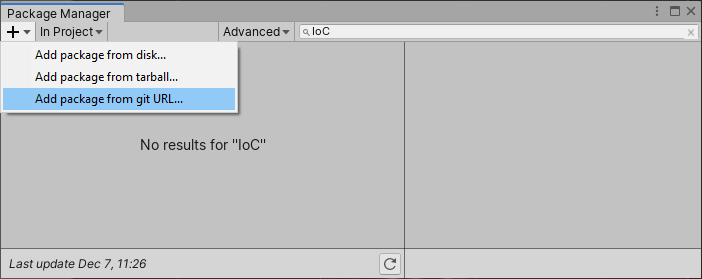 Package Manager
In Project
Advanced
IoC
Add package from disk...
Add package from tarball...
Add package from git URL...
No results for "IoC"
Last update Dec 7, 11:26